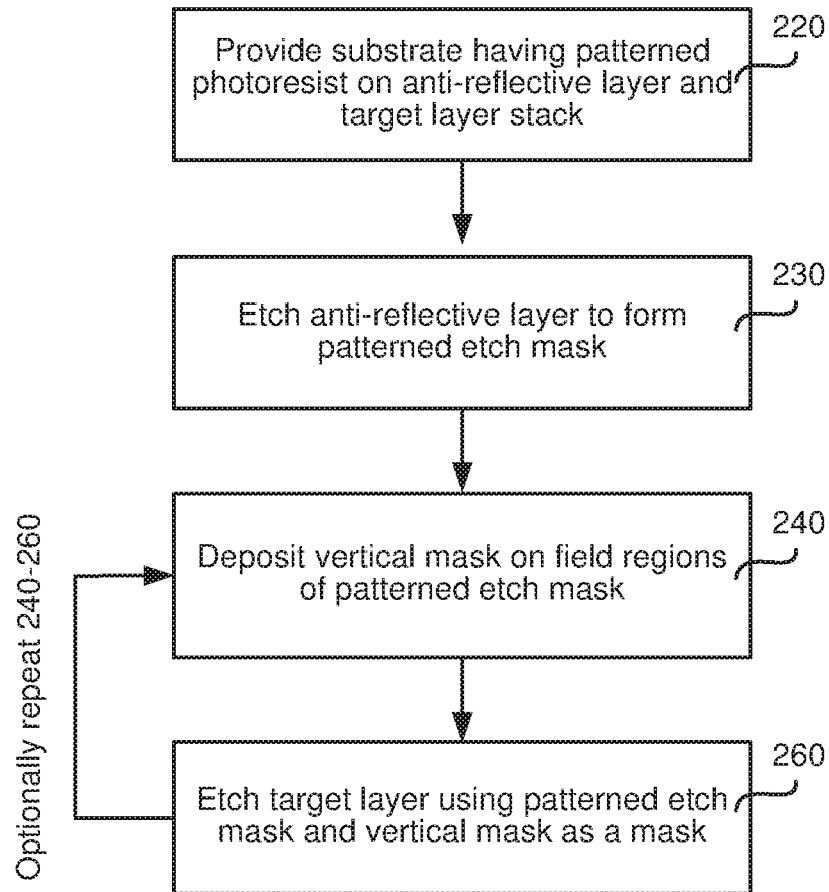 220
Provide substrate having patterned
photoresist on anti-reflective layer and
target layer stack
230
Etch anti-reflective layer to form
patterned etch mask
240
Deposit vertical mask on field regions
of patterned etch mask
Optionally repeat 240-260
260
Etch target layer using patterned etch
mask and vertical mask as a mask